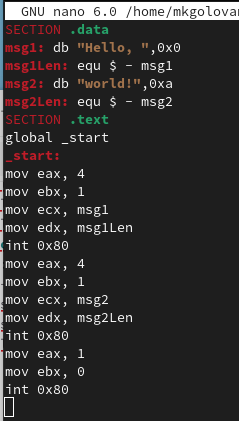 GNU nano 6.0 /home/mkgolovan
SECTION .data
msg1: db "Hello, ",0x0
msg1Len: equ $ - msg1
msg2: db "world!",0xa
msg2Len: equ $ - msg2
SECTION .text
global _start
_start:
mov eax, 4
mov ebx, 1
mov ecx, msg1
mov edx, msg1Len
int 0x80
mov eax, 4
mov ebx, 1
mov ecx, msg2
mov edx, msg2Len
int 0x80
mov eax, 1
mov ebx, 0
int 0x80